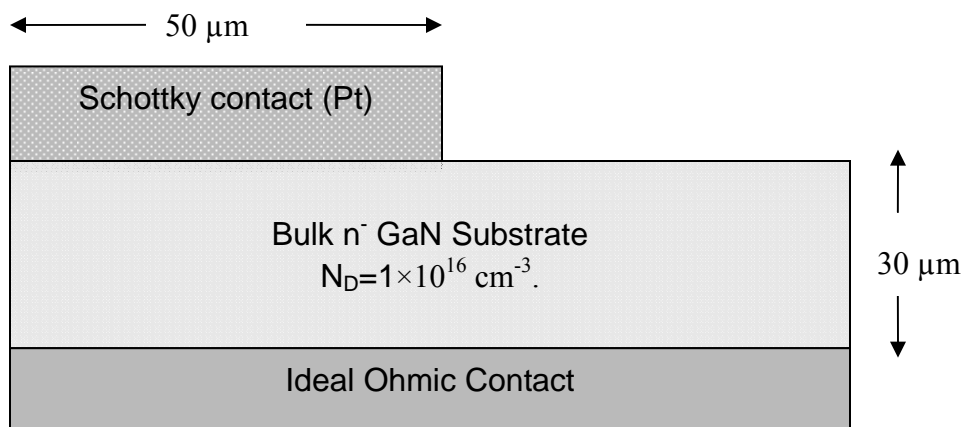 50 µm
Schottky contact (Pt)
Bulk n⁻ GaN Substrate
N_D=1×10¹⁶ cm⁻³.
30 µm
Ideal Ohmic Contact